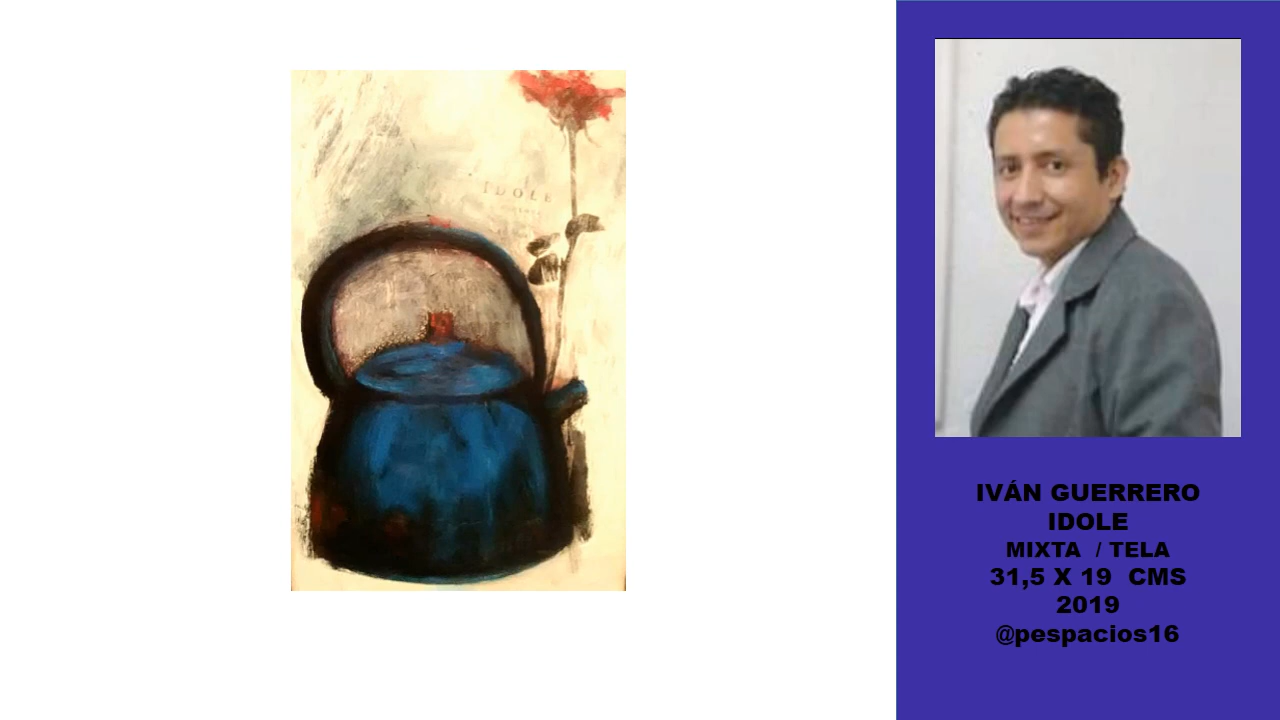 IDOLE
IVÁN GUERRERO
IDOLE
MIXTA / TELA
31,5 X 19 CMS
2019
@pespacios16